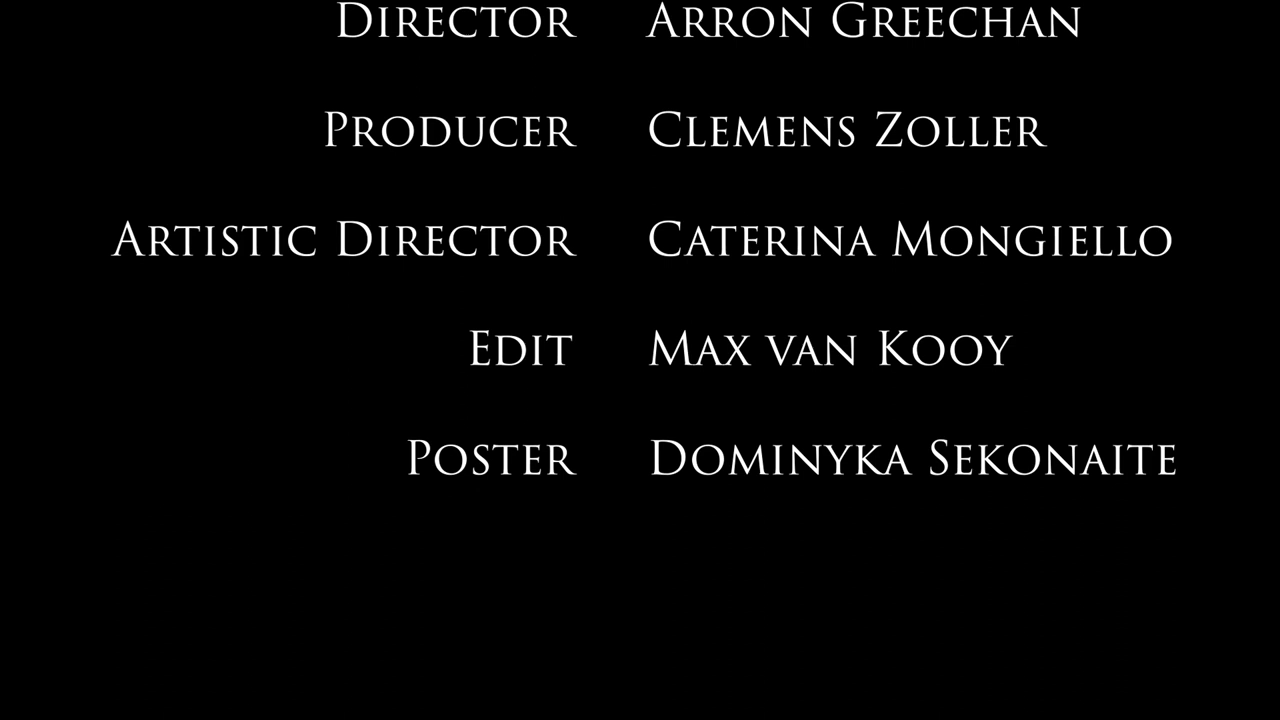 Director Arron Greechan
Producer Clemens Zoller
Artistic Director Caterina Mongiello
Edit Max van Kooy
Poster Dominyka Sekonaite